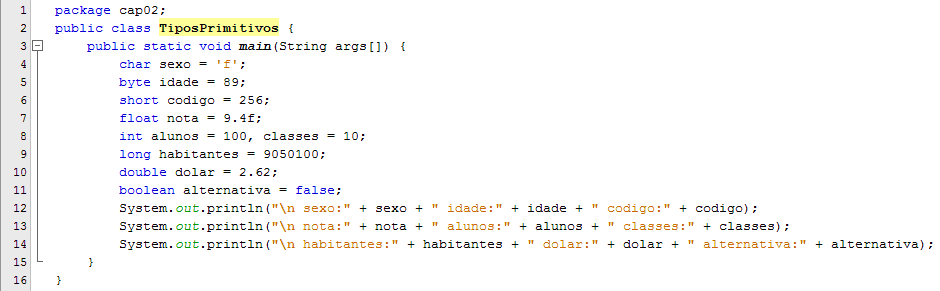 1 package cap02;
2 public class TiposPrimitivos {
3 public static void main(String args[]) {
4 char sexo = 'f';
5 byte idade = 89;
6 short codigo = 256;
7 float nota = 9.4f;
8 int alunos = 100, classes = 10;
9 long habitantes = 9050100;
10 double dolar = 2.62;
11 boolean alternativa = false;
12 System.out.println("\n sexo:" + sexo + " idade:" + idade + " codigo:" + codigo);
13 System.out.println("\n nota:" + nota + " alunos:" + alunos + " classes:" + classes);
14 System.out.println("\n habitantes:" + habitantes + " dolar:" + dolar + " alternativa:" + alternativa);
15 }
16 }